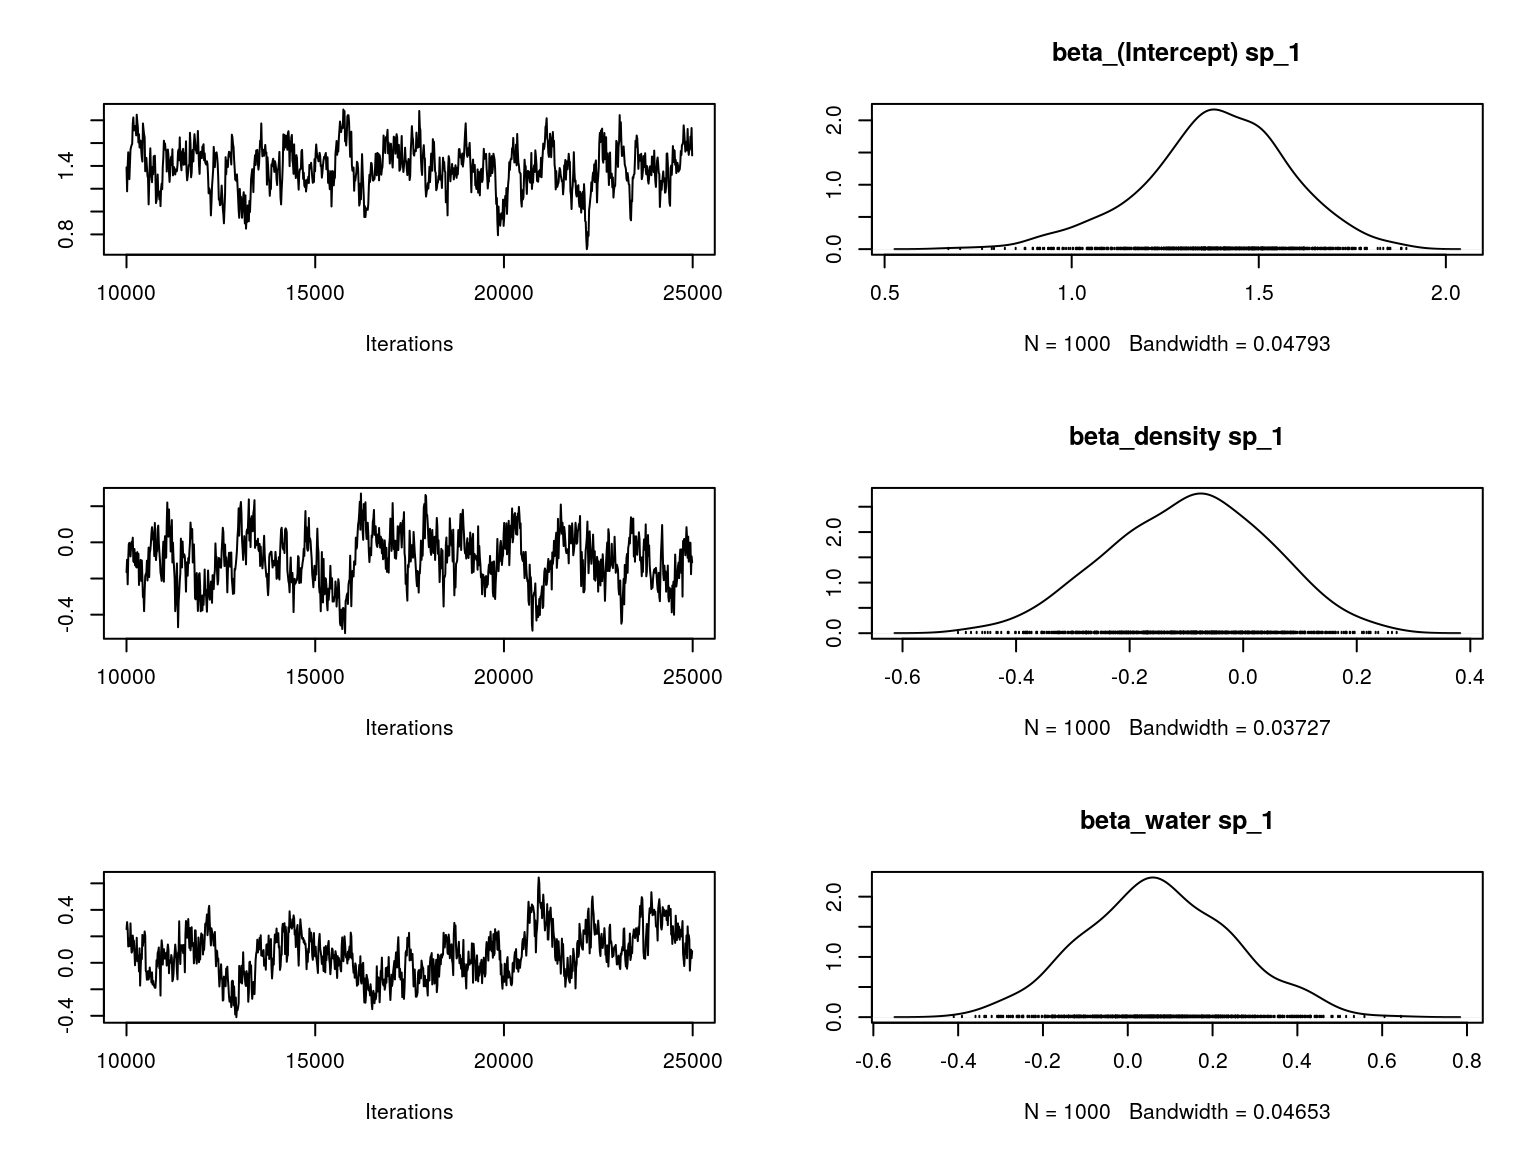 beta_(Intercept) sp_1
0.8 1.4
10000 15000 20000 25000
Iterations
0.0 1.0 2.0
0.5 1.0 1.5 2.0
N = 1000 Bandwidth = 0.04793
beta_density sp_1
-0.4 0.0
10000 15000 20000 25000
Iterations
0.0 1.0 2.0
-0.6 -0.4 -0.2 0.0 0.2 0.4
N = 1000 Bandwidth = 0.03727
beta_water sp_1
-0.4 0.0 0.4
10000 15000 20000 25000
Iterations
0.0 1.0 2.0
-0.6 -0.4 -0.2 0.0 0.2 0.4 0.6 0.8
N = 1000 Bandwidth = 0.04653